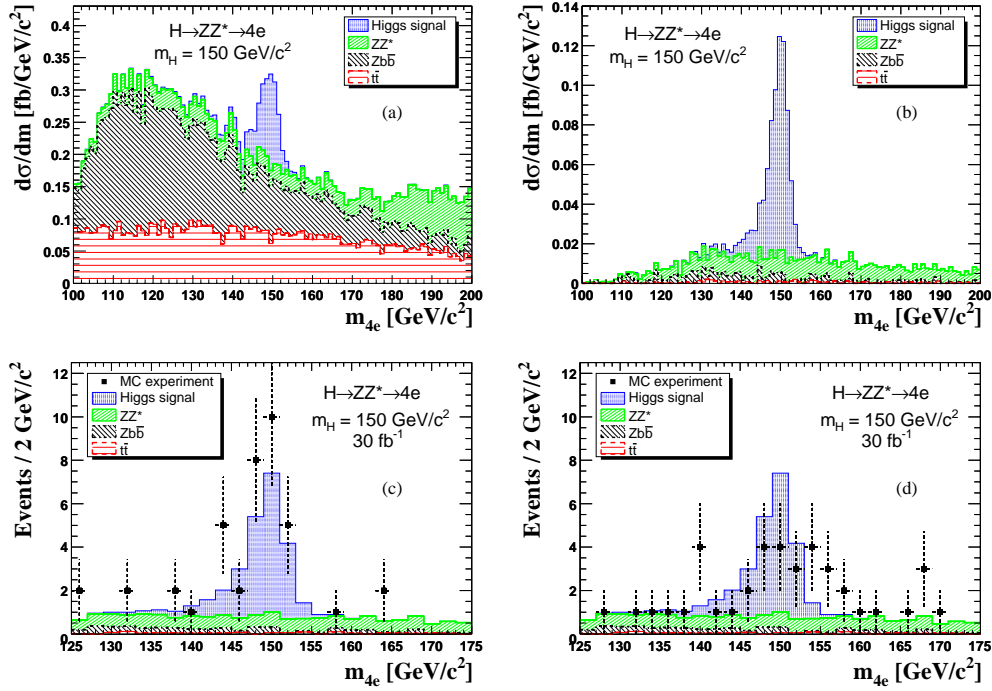 dσ/dm [fb/GeV/c²]
0.4
0.35
0.3
0.25
0.2
0.15
0.1
0.05
0
H→ZZ*→4e
m_H = 150 GeV/c²
Higgs signal
ZZ*
Zbb̄
tt̄
(a)
100 110 120 130 140 150 160 170 180 190 200
m_4e [GeV/c²]
dσ/dm [fb/GeV/c²]
0.14
0.12
0.1
0.08
0.06
0.04
0.02
0
H→ZZ*→4e
m_H = 150 GeV/c²
Higgs signal
ZZ*
Zbb̄
tt̄
(b)
100 110 120 130 140 150 160 170 180 190 200
m_4e [GeV/c²]
Events / 2 GeV/c²
12
10
8
6
4
2
0
MC experiment
Higgs signal
ZZ*
Zbb̄
tt̄
H→ZZ*→4e
m_H = 150 GeV/c²
30 fb⁻¹
(c)
125 130 135 140 145 150 155 160 165 170 175
m_4e [GeV/c²]
Events / 2 GeV/c²
12
10
8
6
4
2
0
MC experiment
Higgs signal
ZZ*
Zbb̄
tt̄
H→ZZ*→4e
m_H = 150 GeV/c²
30 fb⁻¹
(d)
125 130 135 140 145 150 155 160 165 170 175
m_4e [GeV/c²]